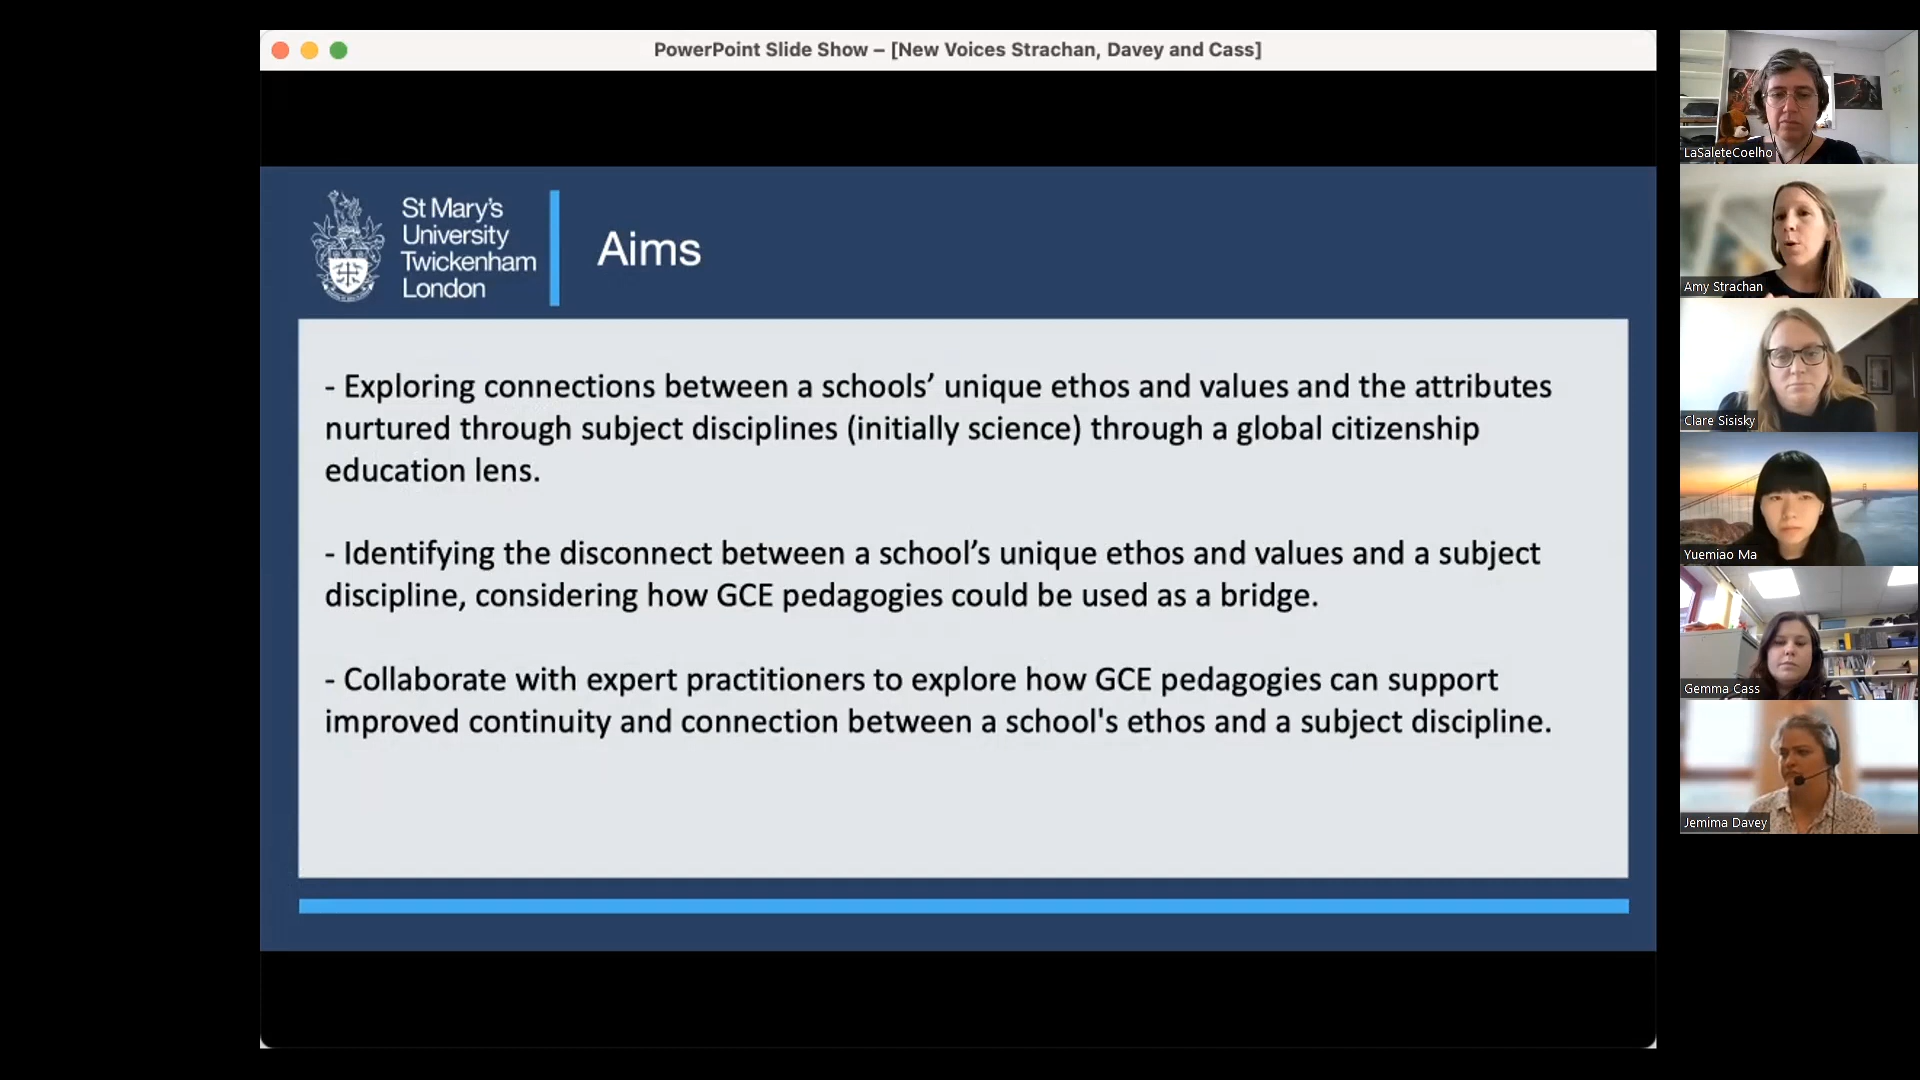 PowerPoint Slide Show – [New Voices Strachan, Davey and Cass]
St Mary's
University
Twickenham
London
Aims
- Exploring connections between a schools’ unique ethos and values and the attributes
nurtured through subject disciplines (initially science) through a global citizenship
education lens.
- Identifying the disconnect between a school’s unique ethos and values and a subject
discipline, considering how GCE pedagogies could be used as a bridge.
- Collaborate with expert practitioners to explore how GCE pedagogies can support
improved continuity and connection between a school's ethos and a subject discipline.
LaSaleteCoelho
Amy Strachan
Clare Sisisky
Yuemiao Ma
Gemma Cass
Jemima Davey